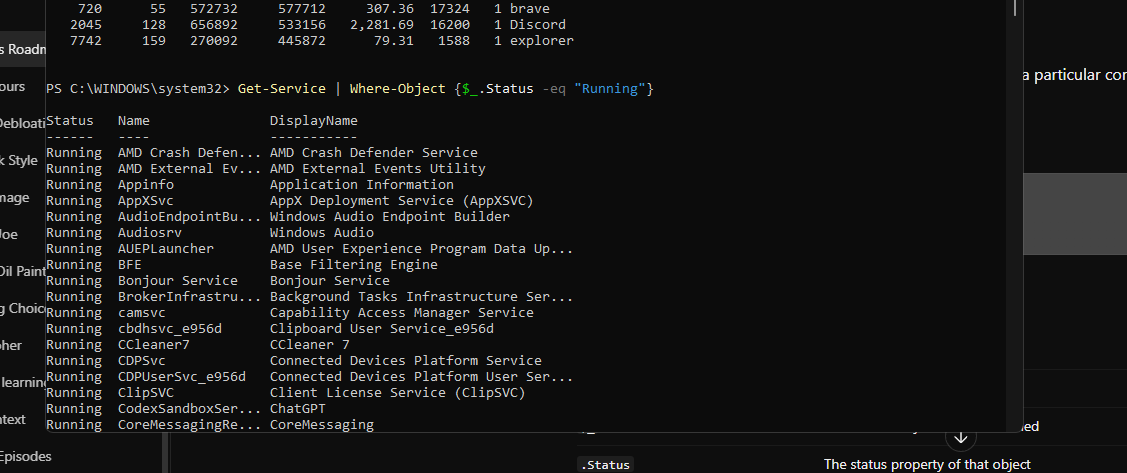 720 55 572732 577712 307.36 17324 1 brave
2045 128 656892 533156 2,281.69 16200 1 Discord
7742 159 270092 445872 79.31 1588 1 explorer
s Roadm
a particular con
ours
PS C:\WINDOWS\system32> Get-Service | Where-Object {$_.Status -eq "Running"}
Debloati
Status Name DisplayName
------ ---- -----------
Running AMD Crash Defen... AMD Crash Defender Service
k Style
Running AMD External Ev... AMD External Events Utility
Running Appinfo Application Information
mage
Running AppXSvc AppX Deployment Service (AppXSVC)
Running AudioEndpointBu... Windows Audio Endpoint Builder
Joe
Running Audiosrv Windows Audio
Running AUEPLauncher AMD User Experience Program Data Up...
Running BFE Base Filtering Engine
Oil Paint
Running Bonjour Service Bonjour Service
Running BrokerInfrastru... Background Tasks Infrastructure Ser...
g Choic
Running camsvc Capability Access Manager Service
Running cbdhsvc_e956d Clipboard User Service_e956d
Running CCleaner7 CCleaner 7
pher
Running CDPSvc Connected Devices Platform Service
Running CDPUserSvc_e956d Connected Devices Platform User Ser...
learning
Running ClipSVC Client License Service (ClipSVC)
Running CodexSandboxSer... ChatGPT
ntext
Running CoreMessagingRe... CoreMessaging
ed
Episodes
.Status The status property of that object